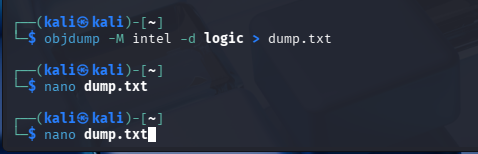 ┌──(kali㉿kali)-[~]
└─$ objdump -M intel -d logic > dump.txt
┌──(kali㉿kali)-[~]
└─$ nano dump.txt
┌──(kali㉿kali)-[~]
└─$ nano dump.txt